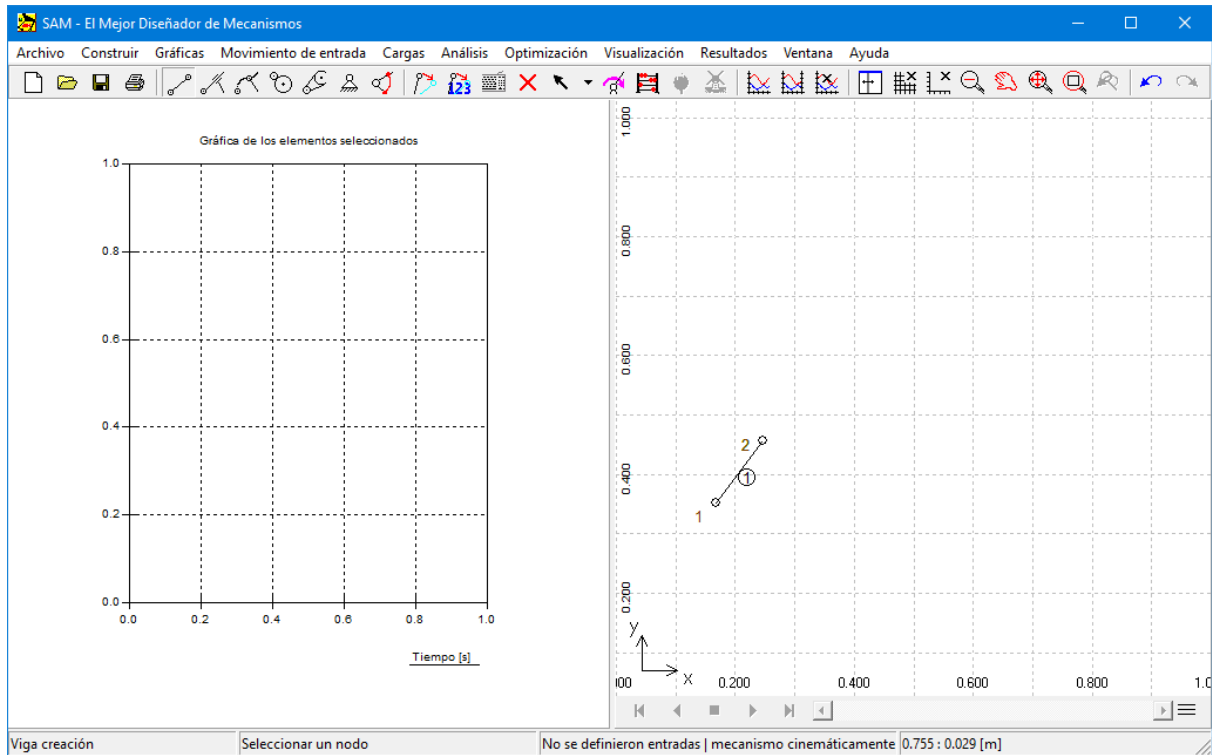 SAM - El Mejor Diseñador de Mecanismos
Archivo Construir Gráficas Movimiento de entrada Cargas Análisis Optimización Visualización Resultados Ventana Ayuda
123
Gráfica de los elementos seleccionados
1.0
0.8
0.6
0.4
0.2
0.0
0.0 0.2 0.4 0.6 0.8 1.0
Tiempo [s]
1.000
0.800
0.600
0.400
0.200
2
1
1
y
x
00 0.200 0.400 0.600 0.800 1.0
Viga creación Seleccionar un nodo No se definieron entradas | mecanismo cinemáticamente 0.755 : 0.029 [m]